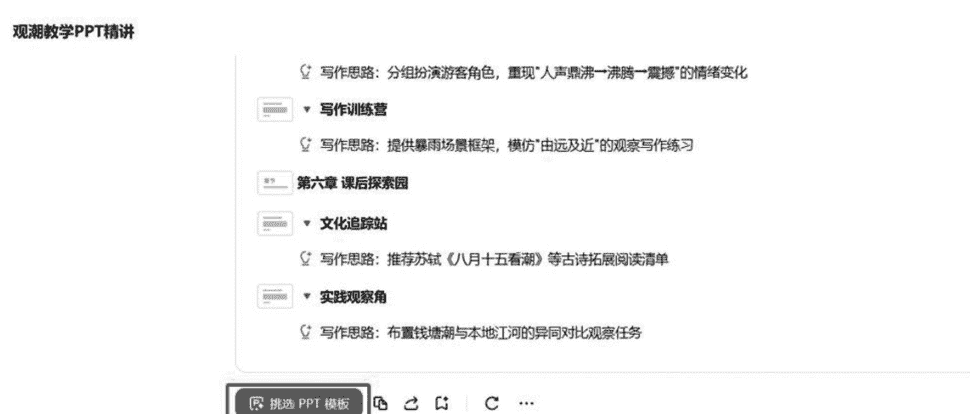 观潮教学PPT精讲
写作思路：分组扮演游客角色，重现"人声鼎沸→沸腾→震撼"的情绪变化
写作训练营
写作思路：提供暴雨场景框架，模仿"由远及近"的观察写作练习
第六章 课后探索园
文化追踪站
写作思路：推荐苏轼《八月十五看潮》等古诗拓展阅读清单
实践观察角
写作思路：布置钱塘潮与本地江河的异同对比观察任务
挑选 PPT 模板